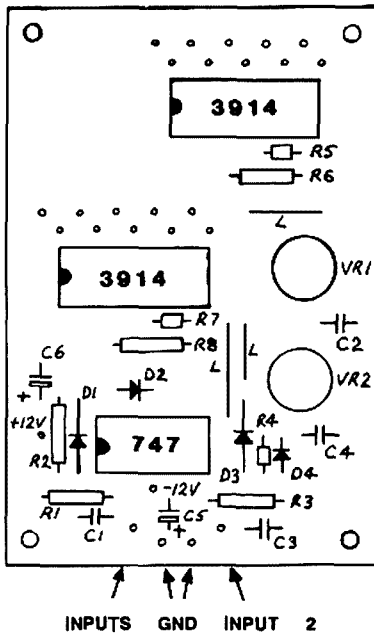 3914
R5
R6
L
VR1
3914
R7
C2
R8
L
L
VR2
C6
D2
D1
+
+12V
R4
C4
747
R2
D3
D4
-12V
R3
R1
C5
C1
+
C3
INPUTS GND INPUT 2